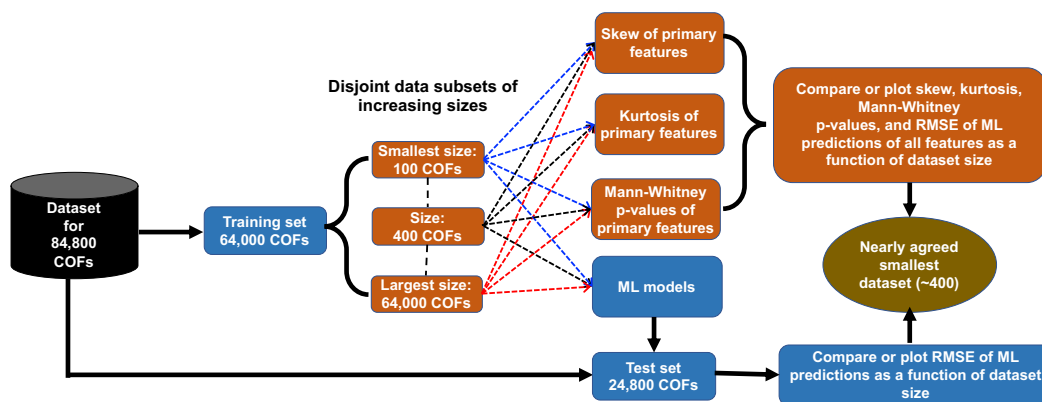 Dataset
for
84,800
COFs
Training set
64,000 COFs
Disjoint data subsets of
increasing sizes
Smallest size:
100 COFs
Size:
400 COFs
Largest size:
64,000 COFs
Skew of primary
features
Kurtosis of
primary features
Mann-Whitney
p-values of
primary features
ML models
Test set
24,800 COFs
Compare or plot skew, kurtosis,
Mann-Whitney
p-values, and RMSE of ML
predictions of all features as a
function of dataset size
Nearly agreed
smallest
dataset (~400)
Compare or plot RMSE of ML
predictions as a function of dataset
size